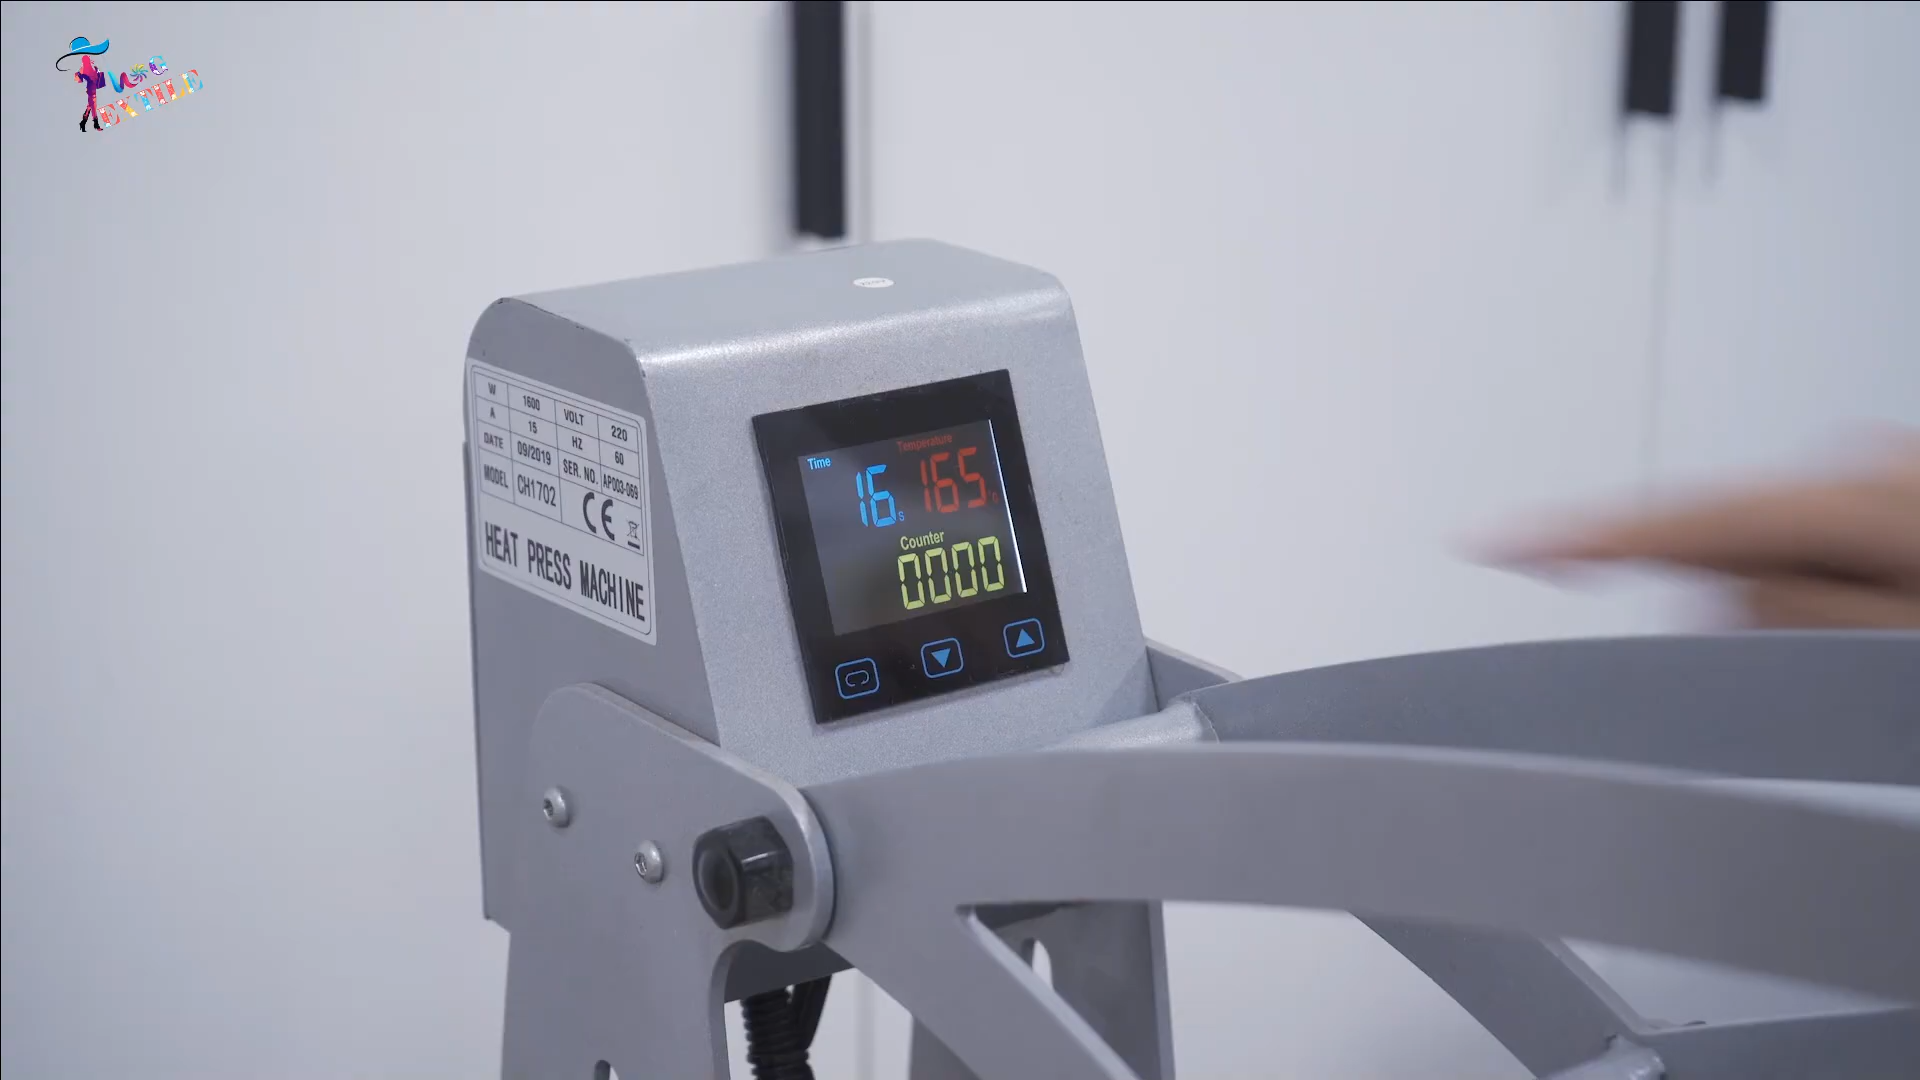 EXTILE
W 1600 VOLT 220
A 15 HZ 60
DATE 09/2019 SER. NO. AP003-069
MODEL CH1702 CE
HEAT PRESS MACHINE
Temperature
Time
16 s 165
Counter
0000